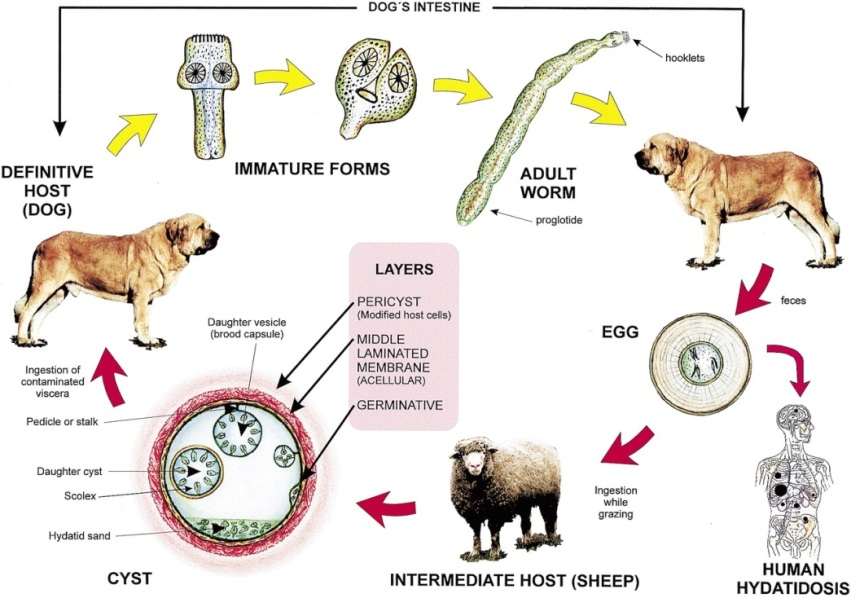 DOG´S INTESTINE
hooklets
IMMATURE FORMS
ADULT
WORM
proglotide
DEFINITIVE
HOST
(DOG)
feces
EGG
LAYERS
PERICYST
(Modified host cells)
MIDDLE
LAMINATED
MEMBRANE
(ACELLULAR)
GERMINATIVE
Daughter vesicle
(brood capsule)
Ingestion of
contaminated
viscera
Pedicle or stalk
Daughter cyst
Scolex
Hydatid sand
CYST
Ingestion
while
grazing
INTERMEDIATE HOST (SHEEP)
HUMAN
HYDATIDOSIS